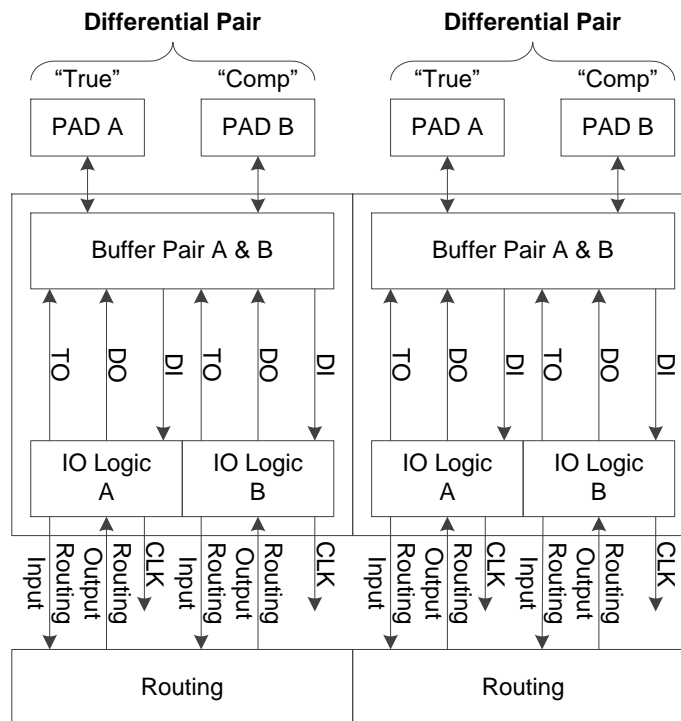 Differential Pair Differential Pair
“True” “Comp” “True” “Comp”
PAD A PAD B PAD A PAD B
Buffer Pair A & B Buffer Pair A & B
TO DO DI TO DO DI TO DO DI TO DO DI
IO Logic A IO Logic B IO Logic A IO Logic B
Routing Input
Routing Output
CLK
Routing Input
Routing Output
CLK
Routing Input
Routing Output
CLK
Routing Input
Routing Output
CLK
Routing Routing